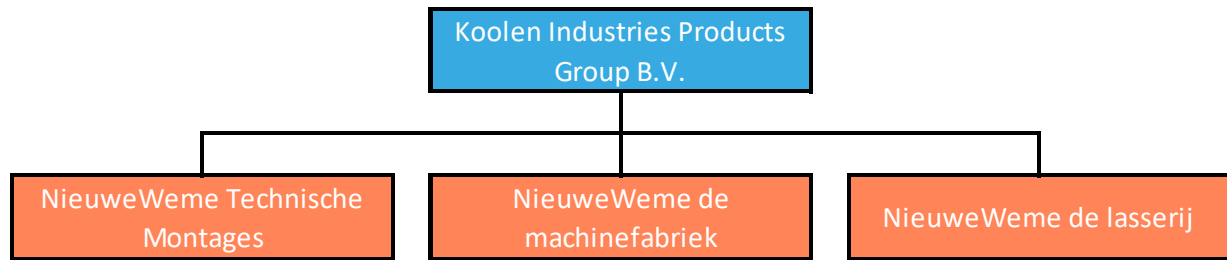 Koolen Industries Products
Group B.V.
NieuweWeme Technische
Montages
NieuweWeme de
machinefabriek
NieuweWeme de lasserij